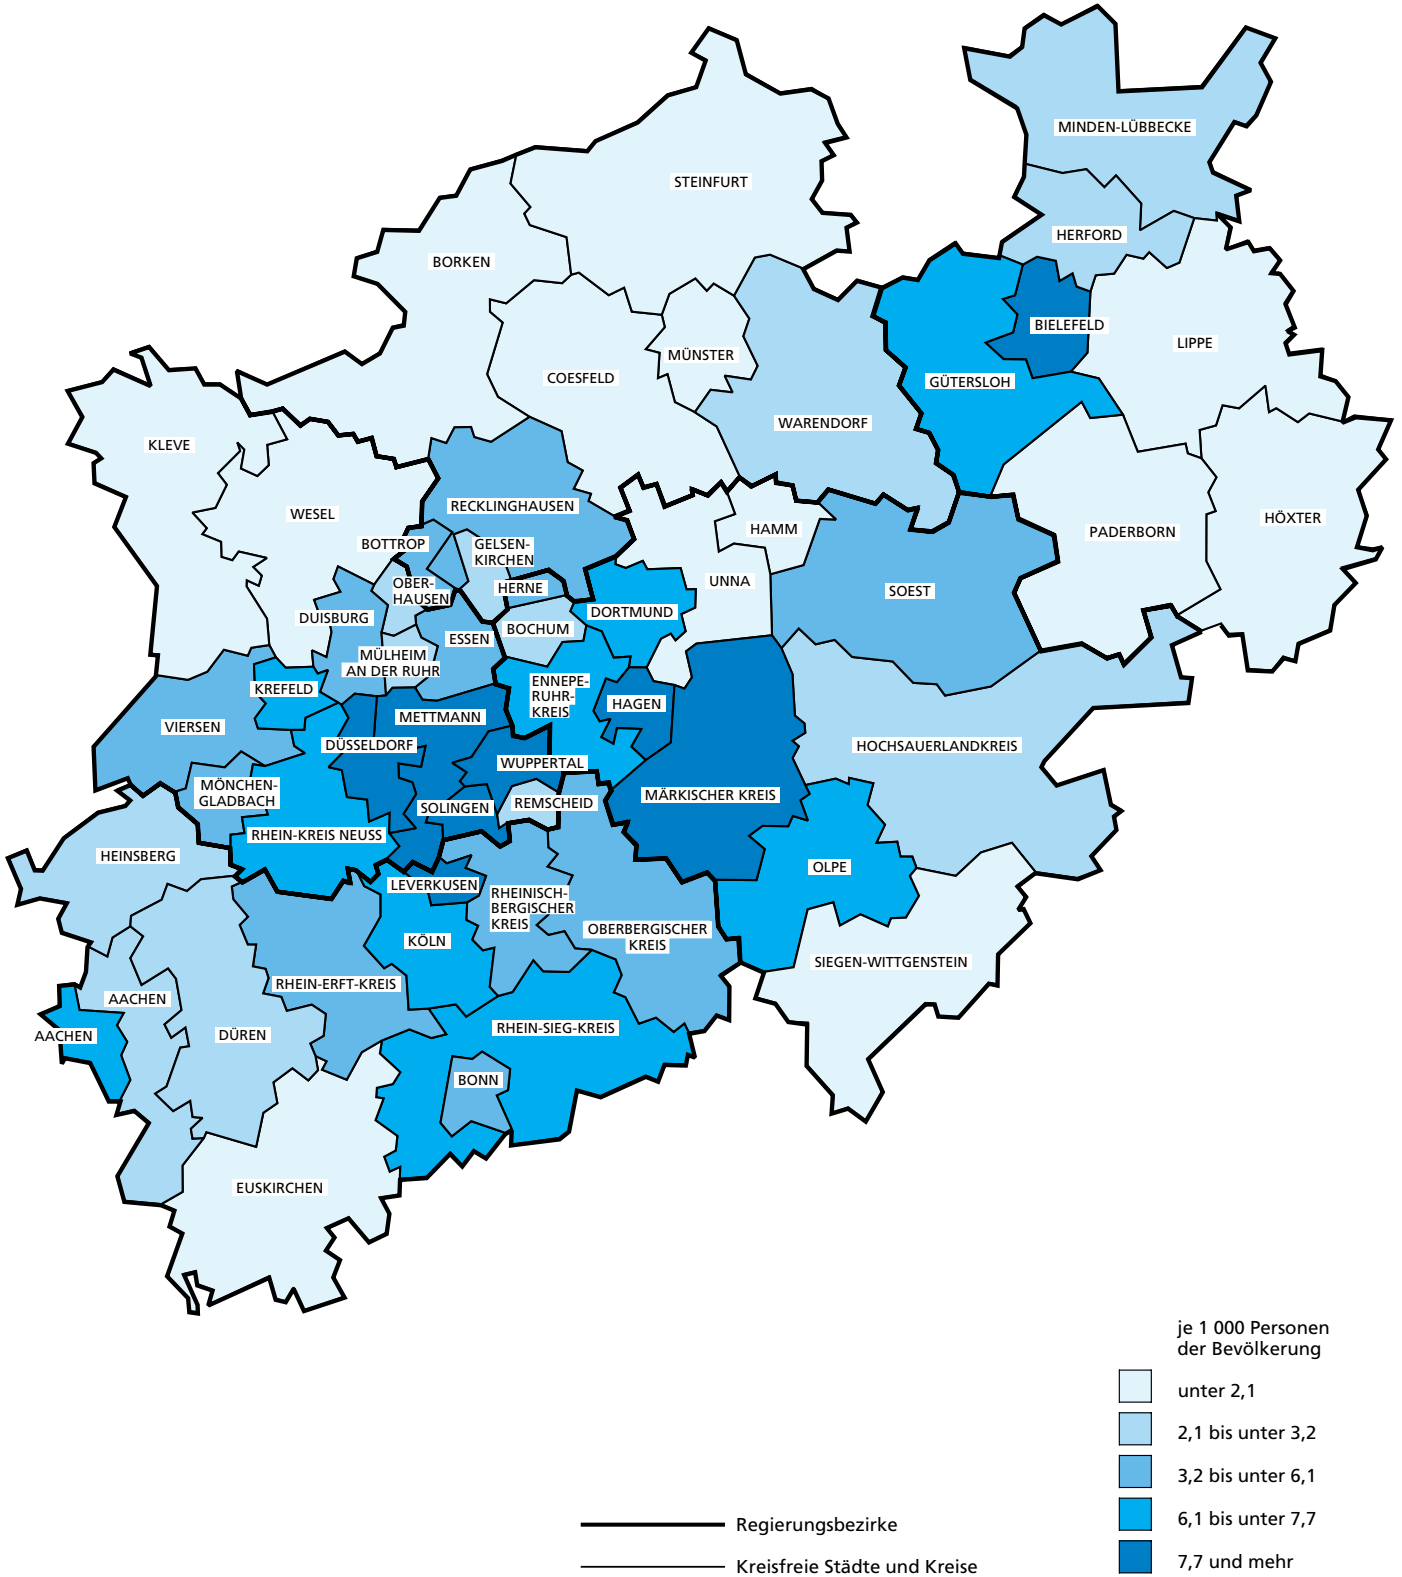 MINDEN-LÜBBECKE
STEINFURT
HERFORD
BORKEN
BIELEFELD
LIPPE
MÜNSTER
COESFELD
GÜTERSLOH
WARENDORF
KLEVE
RECKLINGHAUSEN
WESEL
HÖXTER
HAMM
PADERBORN
BOTTROP
GELSEN-
KIRCHEN
UNNA
OBER-
HAUSEN
HERNE
SOEST
DORTMUND
DUISBURG
BOCHUM
ESSEN
MÜLHEIM
AN DER RUHR
ENNEPE-
RUHR-
KREIS
KREFELD
HAGEN
METTMANN
VIERSEN
DÜSSELDORF
HOCHSAUERLANDKREIS
WUPPERTAL
MÖNCHEN-
GLADBACH
MÄRKISCHER KREIS
REMSCHEID
SOLINGEN
RHEIN-KREIS NEUSS
HEINSBERG
OLPE
LEVERKUSEN
RHEINISCH-
BERGISCHER
KREIS
OBERBERGISCHER
KREIS
KÖLN
SIEGEN-WITTGENSTEIN
RHEIN-ERFT-KREIS
AACHEN
RHEIN-SIEG-KREIS
AACHEN
DÜREN
BONN
EUSKIRCHEN
je 1 000 Personen
der Bevölkerung
unter 2,1
2,1 bis unter 3,2
3,2 bis unter 6,1
6,1 bis unter 7,7
7,7 und mehr
Regierungsbezirke
Kreisfreie Städte und Kreise